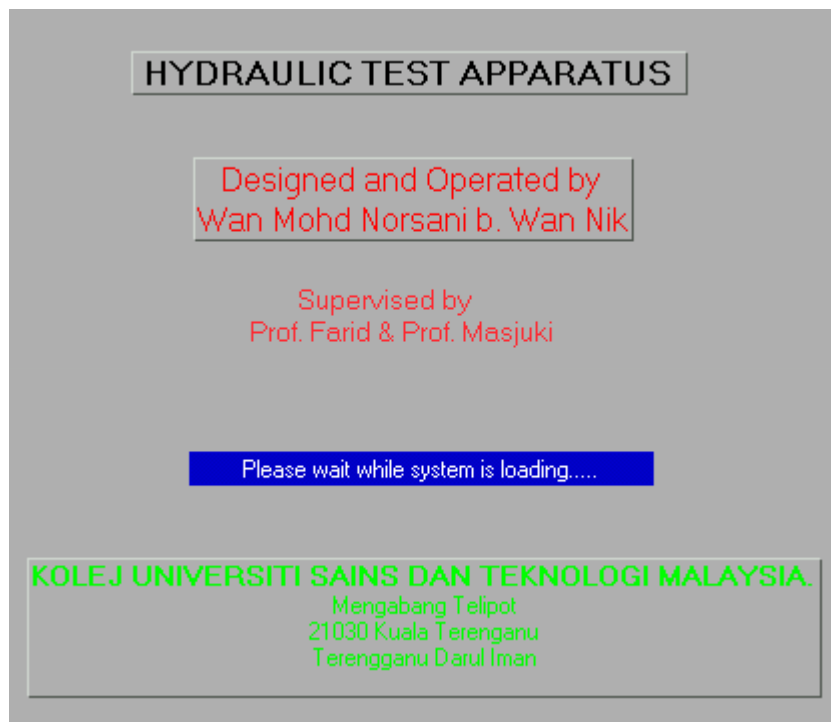 HYDRAULIC TEST APPARATUS
Designed and Operated by
Wan Mohd Norsani b. Wan Nik
Supervised by
Prof. Farid & Prof. Masjuki
Please wait while system is loading.....
KOLEJ UNIVERSITI SAINS DAN TEKNOLOGI MALAYSIA.
Mengabang Telipot
21030 Kuala Terenganu
Terengganu Darul Iman